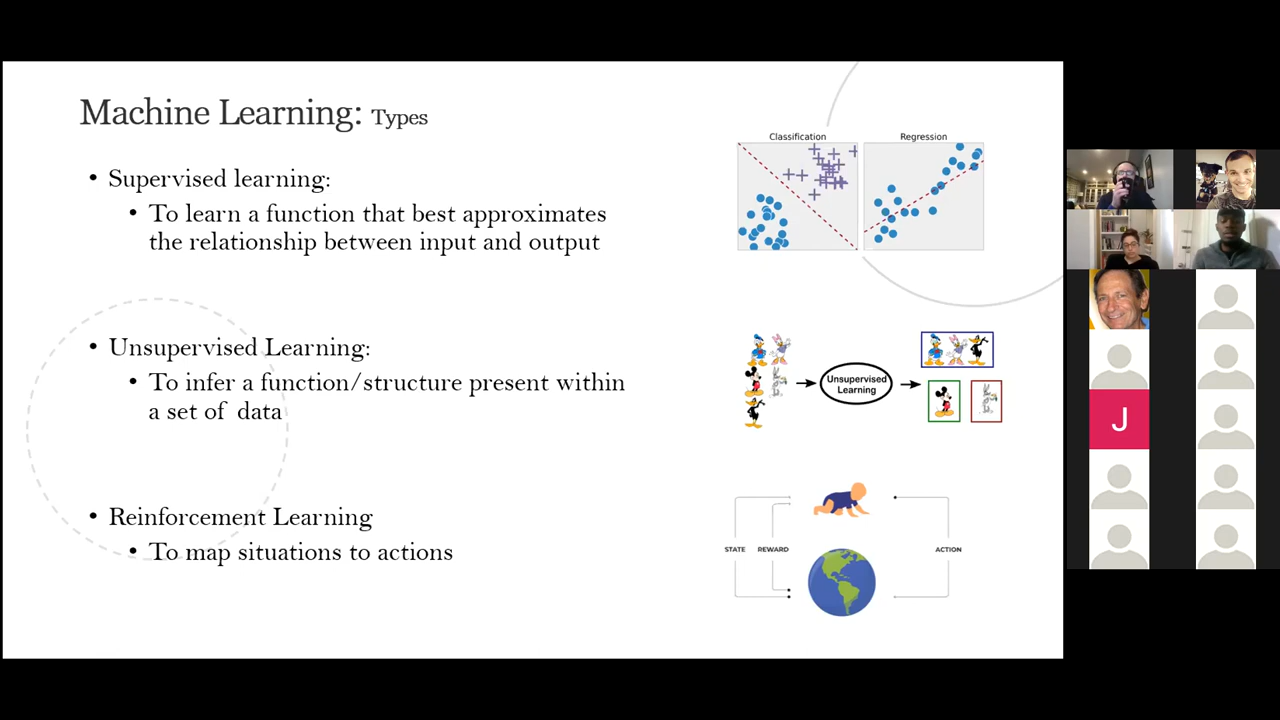 Machine Learning: Types
• Supervised learning:
• To learn a function that best approximates
the relationship between input and output
• Unsupervised Learning:
• To infer a function/structure present within
a set of data
• Reinforcement Learning
• To map situations to actions
Classification
Regression
Unsupervised
Learning
STATE
REWARD
ACTION
J